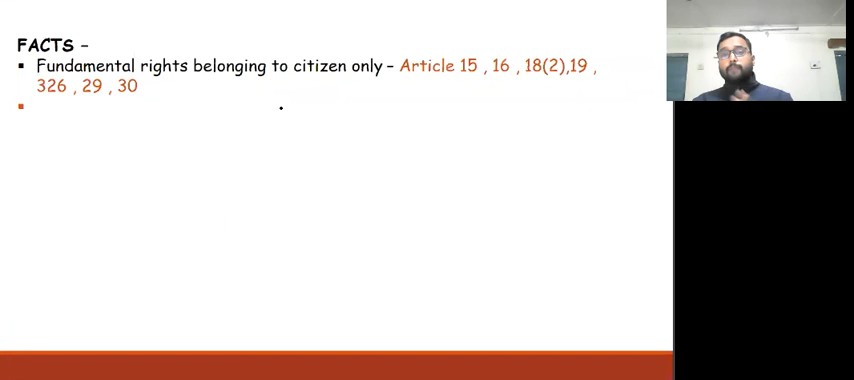 FACTS –
▪ Fundamental rights belonging to citizen only – Article 15 , 16 , 18(2),19 ,
326 , 29 , 30